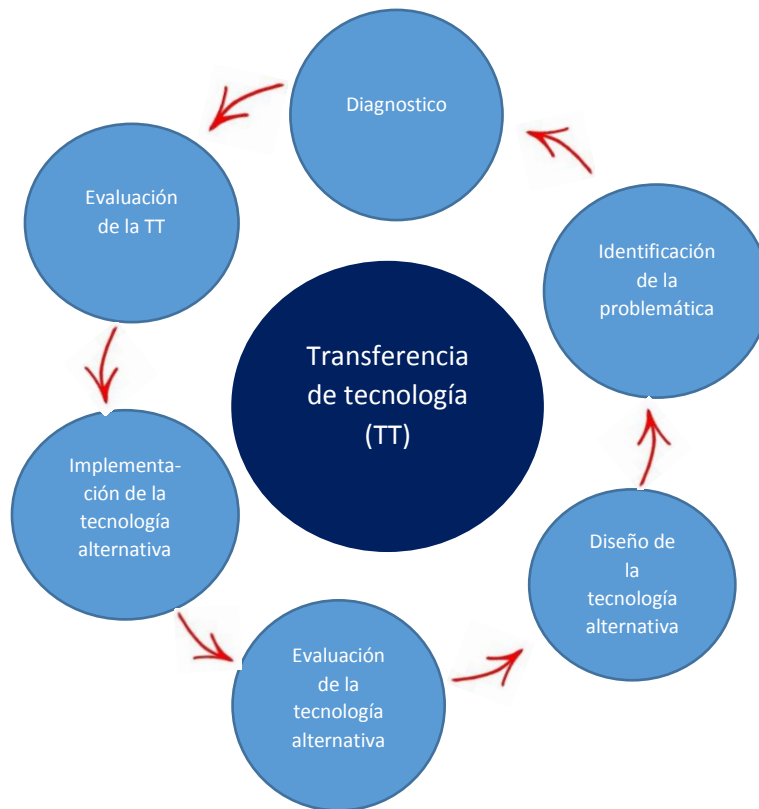 Diagnostico
Evaluación
de la TT
Identificación
de la
problemática
Transferencia
de tecnología
(TT)
Implementa-
ción de la
tecnología
alternativa
Diseño de
la
tecnología
alternativa
Evaluación
de la
tecnología
alternativa